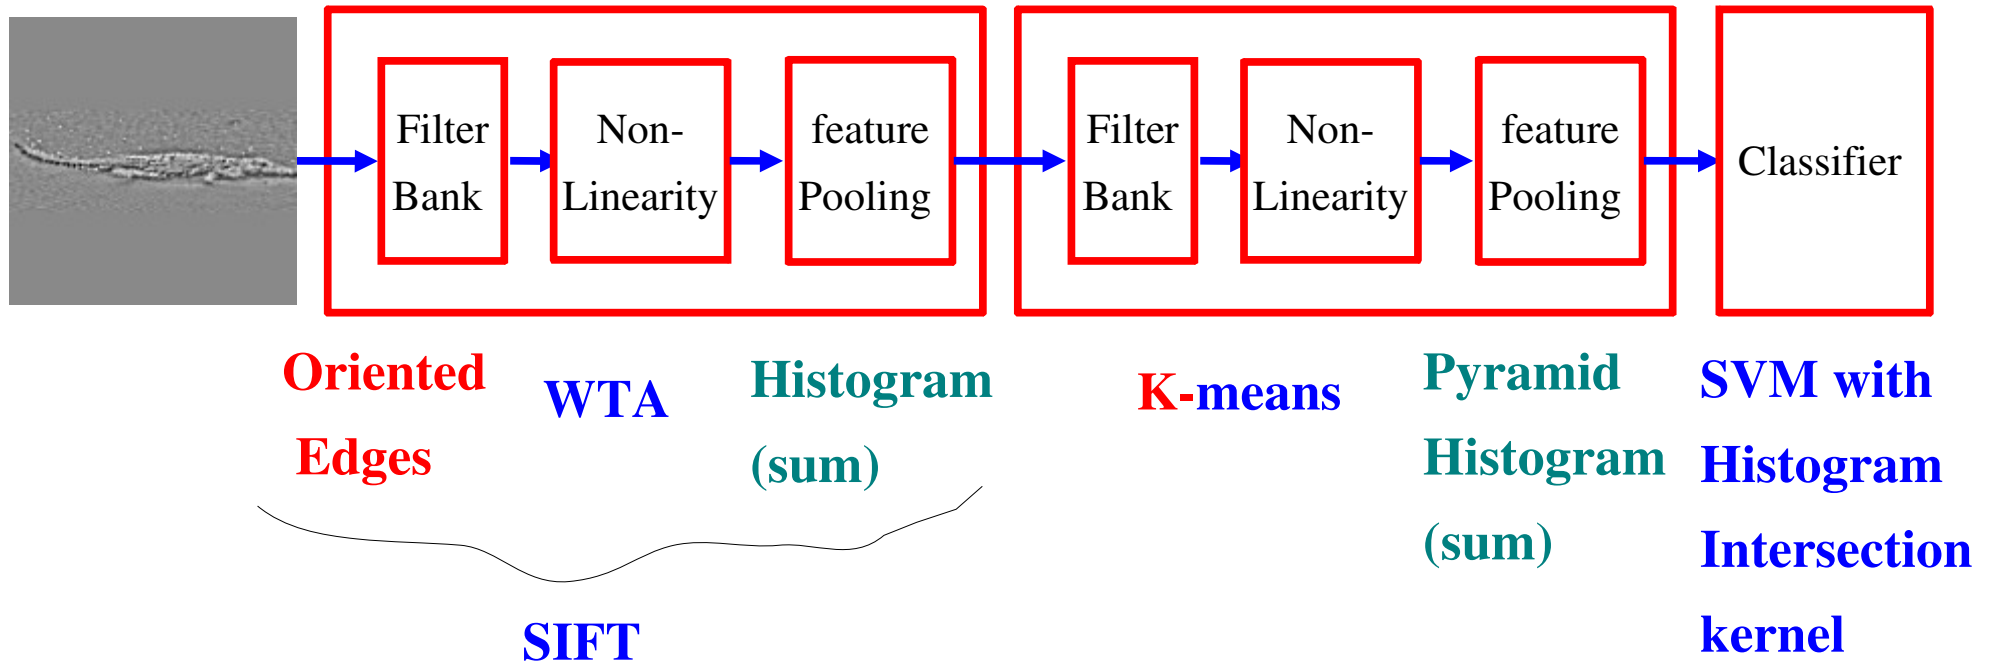 Filter
Bank
Non-
Linearity
feature
Pooling
Filter
Bank
Non-
Linearity
feature
Pooling
Classifier
Oriented
Edges
WTA
Histogram
(sum)
K-means
Pyramid
Histogram
(sum)
SVM with
Histogram
Intersection
kernel
SIFT